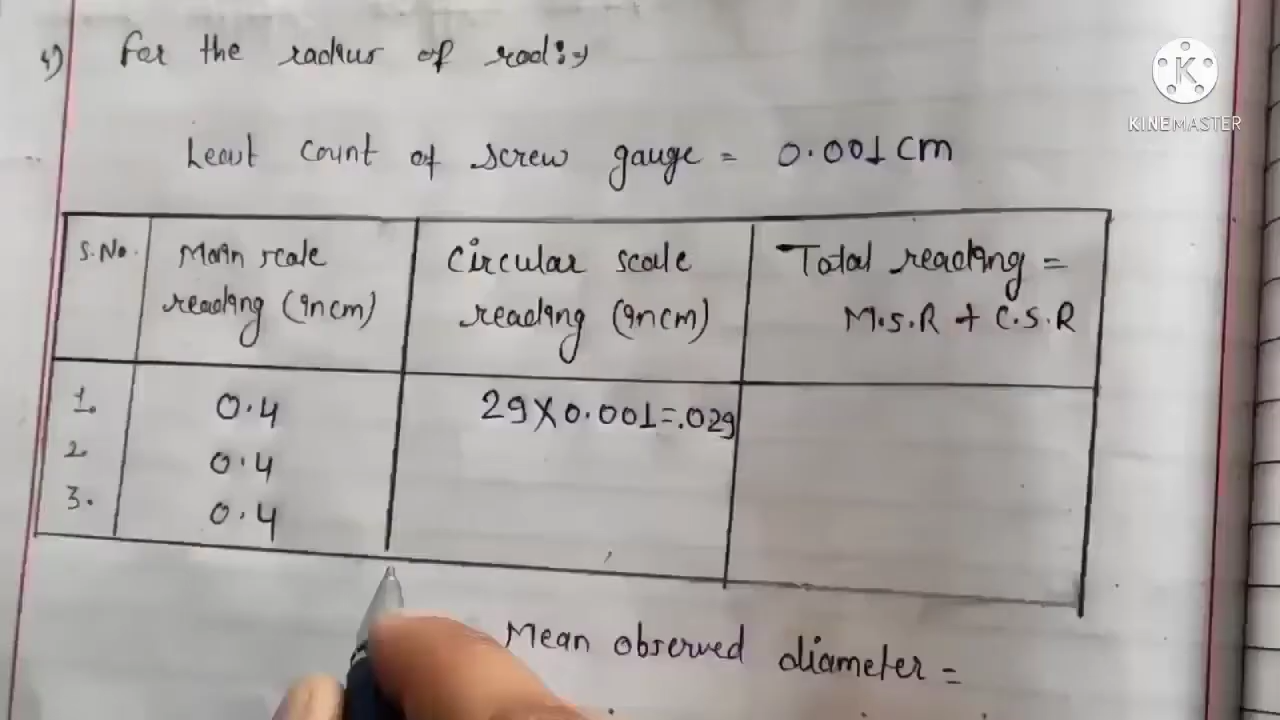 For the radius of rod:→
Least count of screw gauge = 0.001 cm
S.No.
Main scale
reading (in cm)
Circular scale
reading (in cm)
Total reading =
M.S.R + C.S.R
1. 0.4 29×0.001=.029
2 0.4
3. 0.4
Mean observed diameter =
KINEMASTER